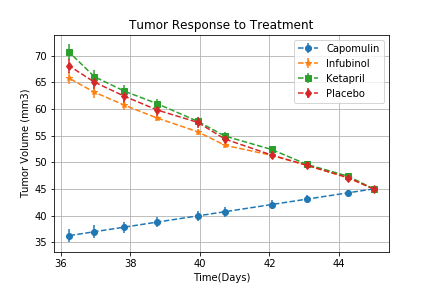 Tumor Response to Treatment
Capomulin
Infubinol
Ketapril
Placebo
Tumor Volume (mm3)
70
65
60
55
50
45
40
35
36
38
40
42
44
Time(Days)